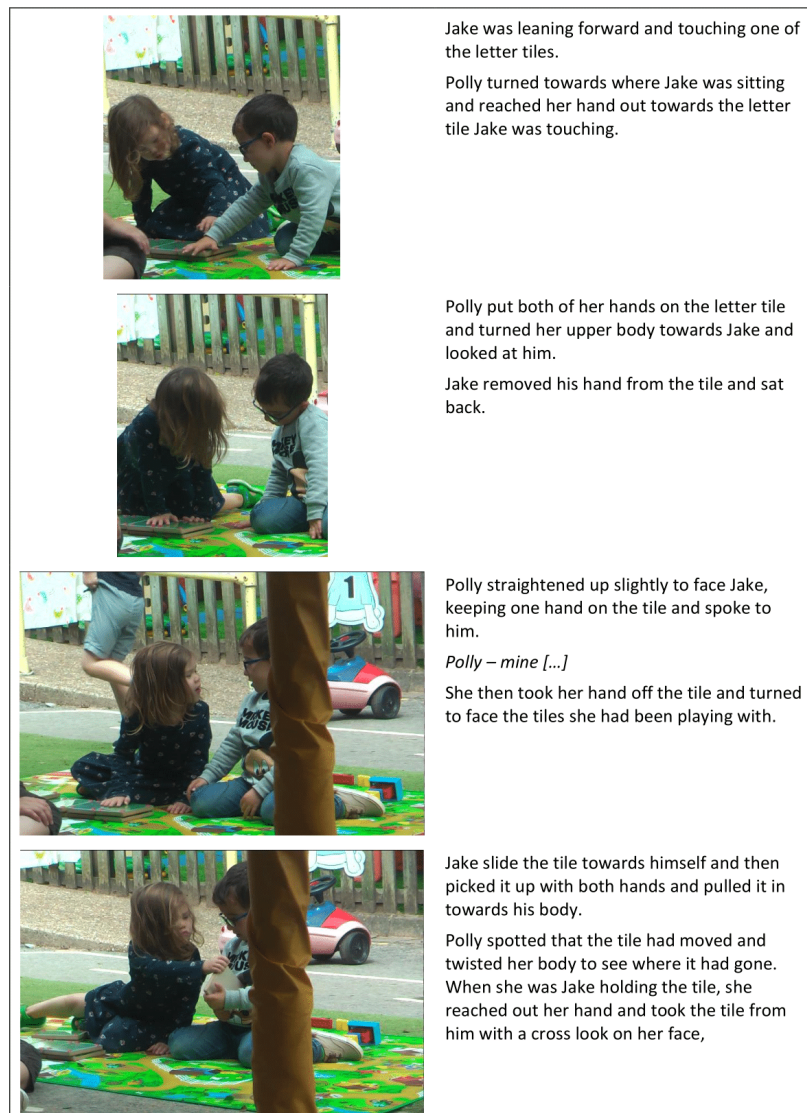 Jake was leaning forward and touching one of
the letter tiles.
Polly turned towards where Jake was sitting
and reached her hand out towards the letter
tile Jake was touching.
Polly put both of her hands on the letter tile
and turned her upper body towards Jake and
looked at him.
Jake removed his hand from the tile and sat
back.
1
Polly straightened up slightly to face Jake,
keeping one hand on the tile and spoke to
him.
Polly – mine […]
She then took her hand off the tile and turned
to face the tiles she had been playing with.
Jake slide the tile towards himself and then
picked it up with both hands and pulled it in
towards his body.
Polly spotted that the tile had moved and
twisted her body to see where it had gone.
When she was Jake holding the tile, she
reached out her hand and took the tile from
him with a cross look on her face,